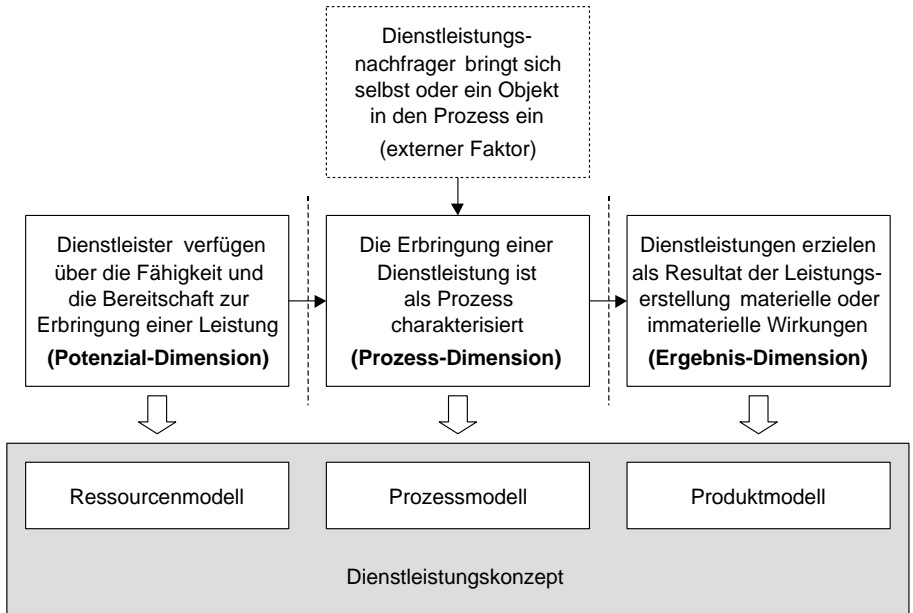 Dienstleistungs-
nachfrager bringt sich
selbst oder ein Objekt
in den Prozess ein
(externer Faktor)
Dienstleister verfügen
über die Fähigkeit und
die Bereitschaft zur
Erbringung einer Leistung
(Potenzial-Dimension)
Die Erbringung einer
Dienstleistung ist
als Prozess
charakterisiert
(Prozess-Dimension)
Dienstleistungen erzielen
als Resultat der Leistungs-
erstellung materielle oder
immaterielle Wirkungen
(Ergebnis-Dimension)
Ressourcenmodell
Prozessmodell
Produktmodell
Dienstleistungskonzept